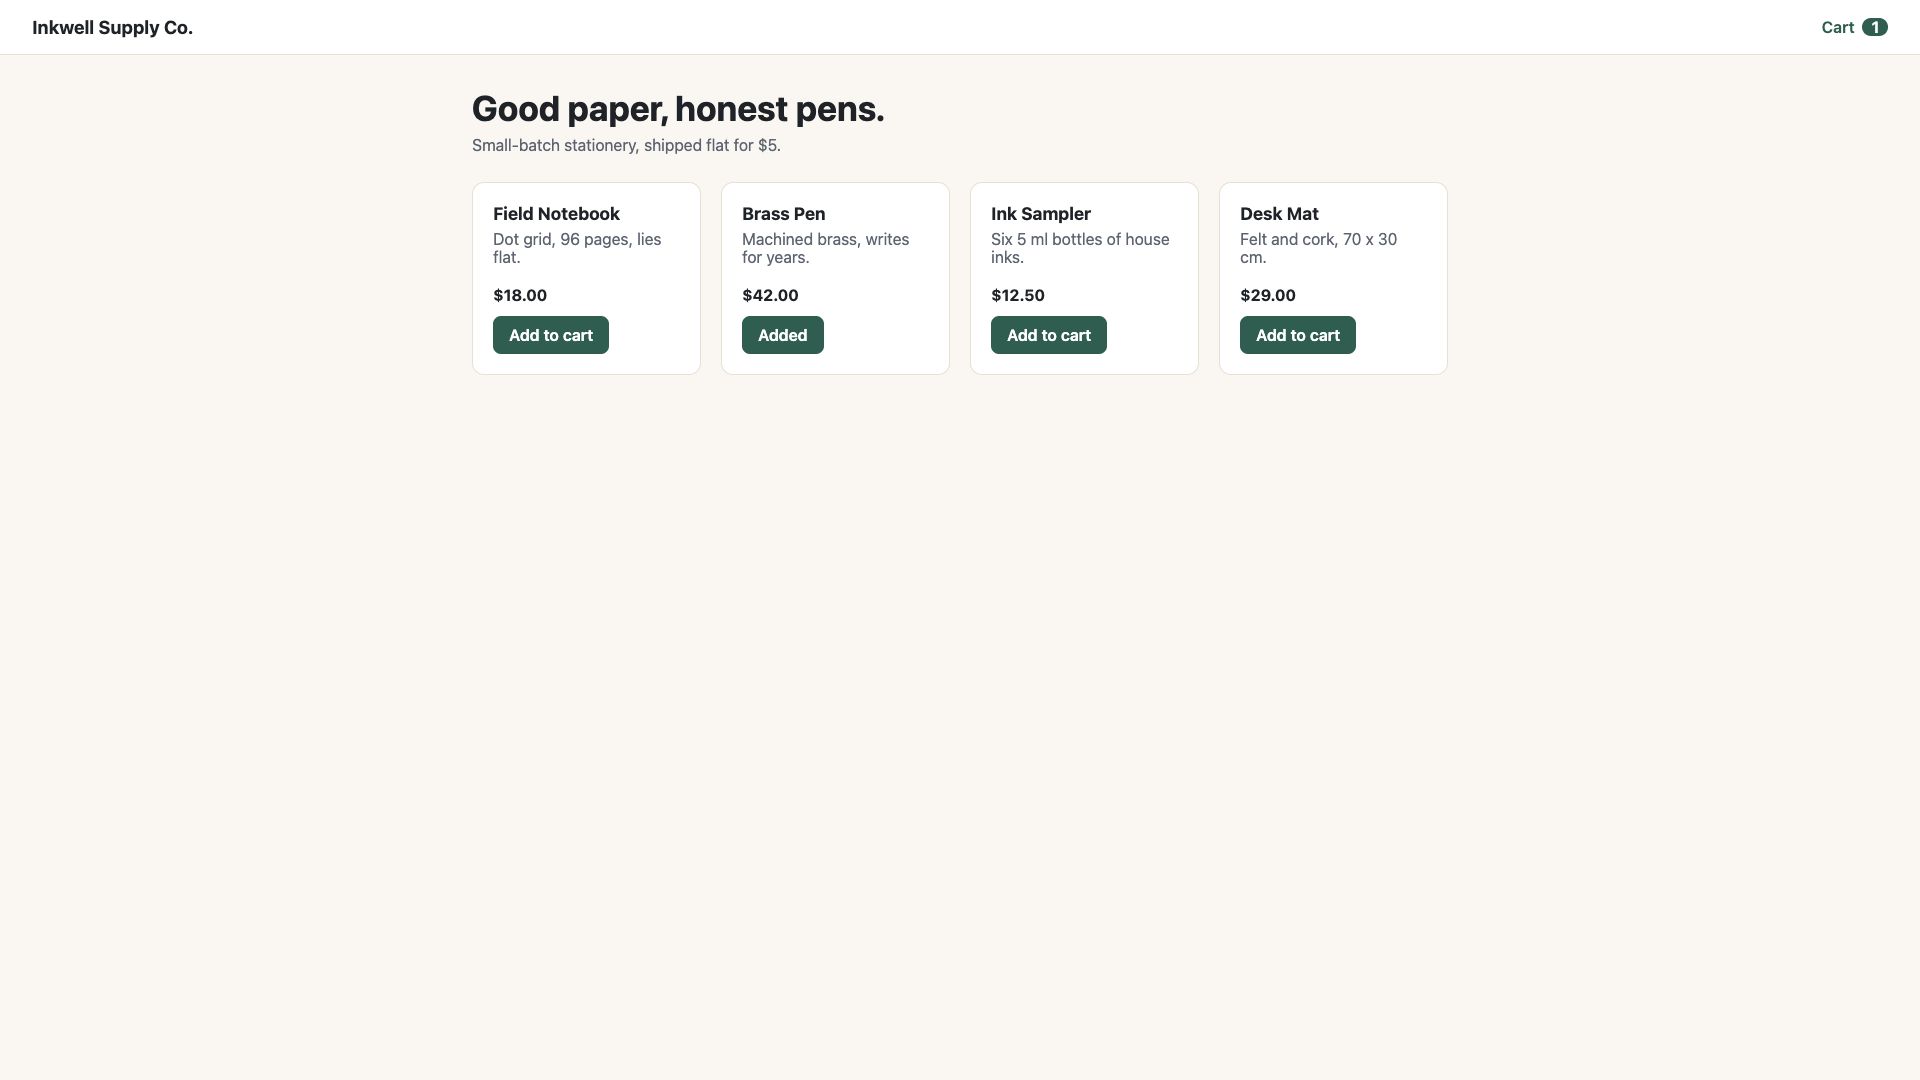 Inkwell Supply Co.
Cart 1
Good paper, honest pens.
Small-batch stationery, shipped flat for $5.
Field Notebook
Dot grid, 96 pages, lies
flat.
$18.00
Add to cart
Brass Pen
Machined brass, writes
for years.
$42.00
Added
Ink Sampler
Six 5 ml bottles of house
inks.
$12.50
Add to cart
Desk Mat
Felt and cork, 70 x 30
cm.
$29.00
Add to cart